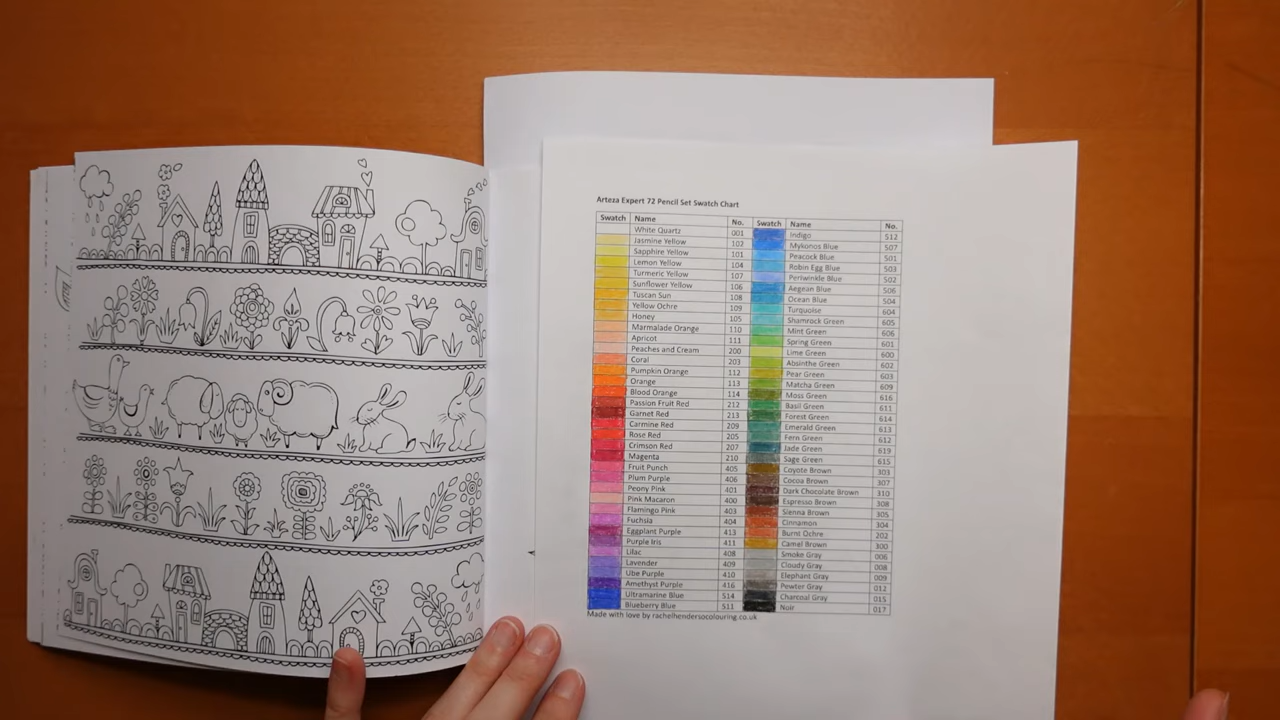 Arteza Expert 72 Pencil Set Swatch Chart
Swatch Name No. Swatch Name No.
White Quartz 001 Indigo 512
Jasmine Yellow 102 Mykonos Blue 507
Sapphire Yellow 101 Peacock Blue 501
Lemon Yellow 104 Robin Egg Blue 503
Turmeric Yellow 107 Periwinkle Blue 502
Sunflower Yellow 106 Aegean Blue 506
Tuscan Sun 108 Ocean Blue 504
Yellow Ochre 109 Turquoise 604
Honey 105 Shamrock Green 605
Marmalade Orange 110 Mint Green 606
Apricot 111 Spring Green 601
Peaches and Cream 200 Lime Green 600
Coral 203 Absinthe Green 602
Pumpkin Orange 112 Pear Green 603
Orange 113 Matcha Green 609
Blood Orange 114 Moss Green 616
Passion Fruit Red 212 Basil Green 611
Garnet Red 213 Forest Green 614
Carmine Red 209 Emerald Green 613
Rose Red 205 Fern Green 612
Crimson Red 207 Jade Green 619
Magenta 210 Sage Green 615
Fruit Punch 405 Coyote Brown 303
Plum Purple 406 Cocoa Brown 307
Peony Pink 401 Dark Chocolate Brown 310
Pink Macaron 400 Espresso Brown 308
Flamingo Pink 403 Sienna Brown 305
Fuchsia 404 Cinnamon 304
Eggplant Purple 413 Burnt Ochre 202
Purple Iris 411 Camel Brown 300
Lilac 408 Smoke Gray 006
Lavender 409 Cloudy Gray 008
Ube Purple 410 Elephant Gray 009
Amethyst Purple 416 Pewter Gray 012
Ultramarine Blue 514 Charcoal Gray 015
Blueberry Blue 511 Noir 017
Made with love by rachelhendersocolouring.co.uk